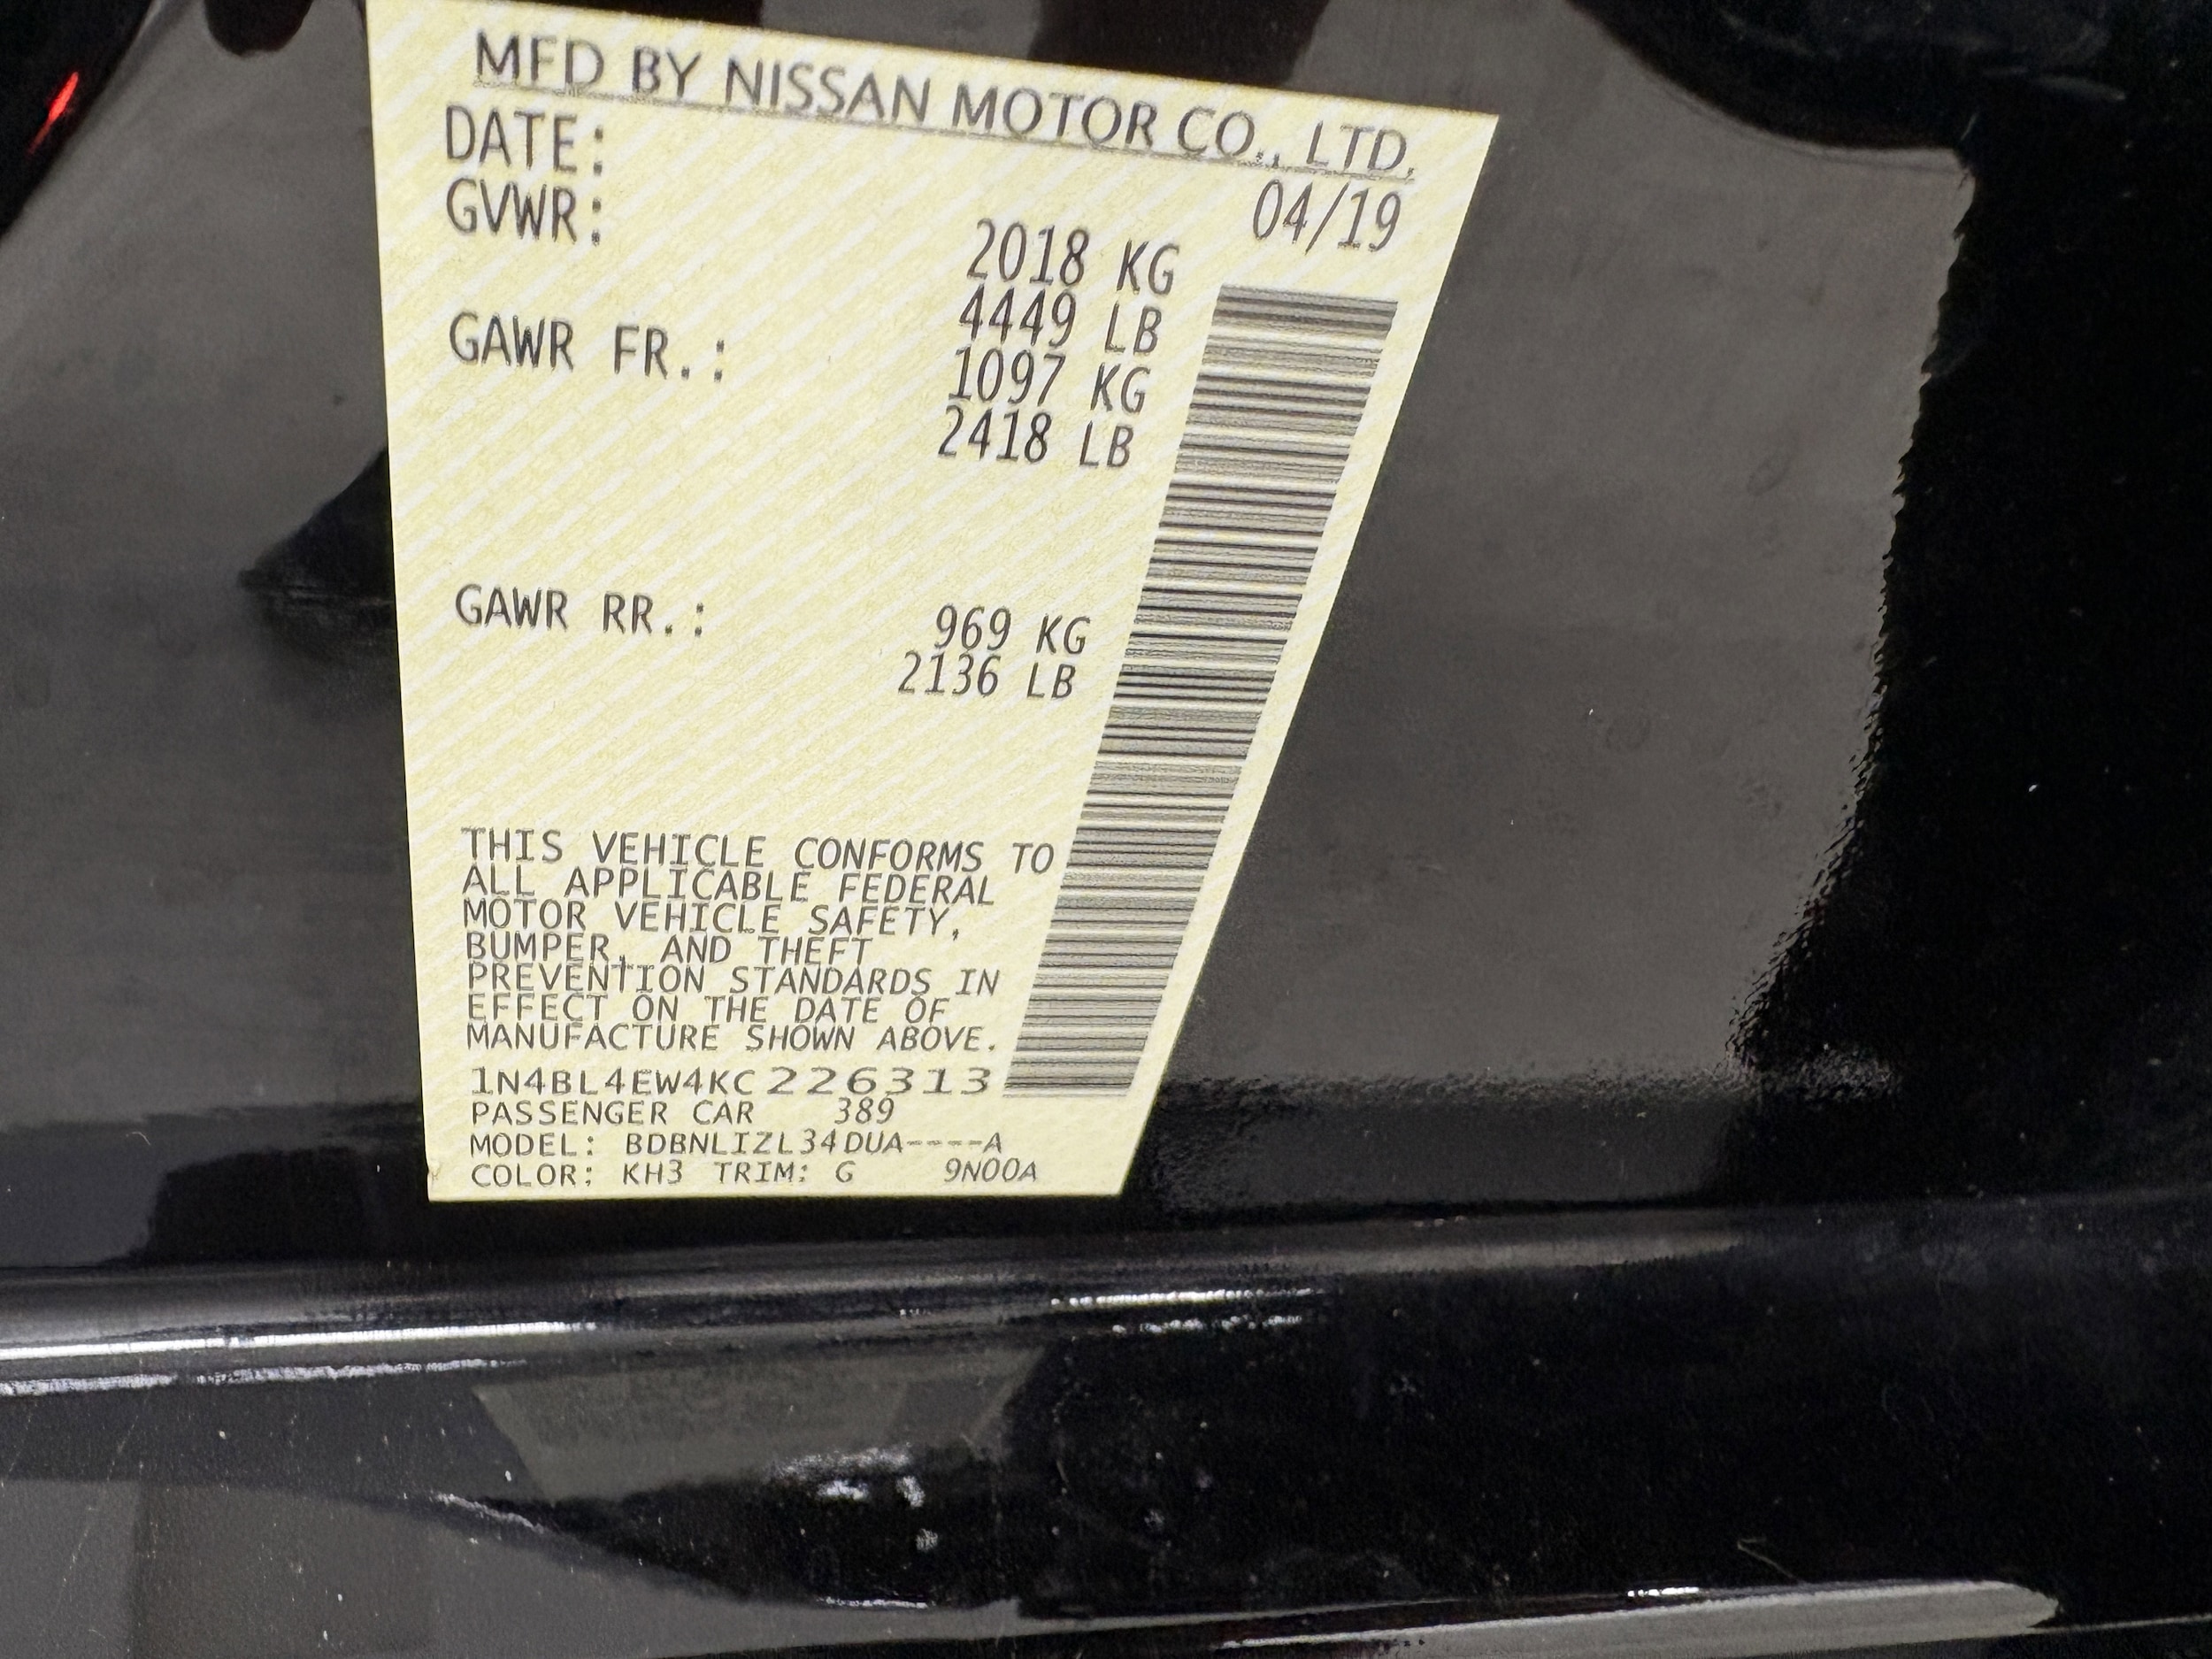 MFD BY NISSAN MOTOR CO., LTD.
DATE: 04/19
GVWR: 2018 KG
4449 LB
GAWR FR.: 1097 KG
2418 LB
GAWR RR.: 969 KG
2136 LB
THIS VEHICLE CONFORMS TO
ALL APPLICABLE FEDERAL
MOTOR VEHICLE SAFETY,
BUMPER, AND THEFT
PREVENTION STANDARDS IN
EFFECT ON THE DATE OF
MANUFACTURE SHOWN ABOVE.
1N4BL4EW4KC226313
PASSENGER CAR 389
MODEL: BDBNLIZL34DUA----A
COLOR: KH3 TRIM: G 9N00A